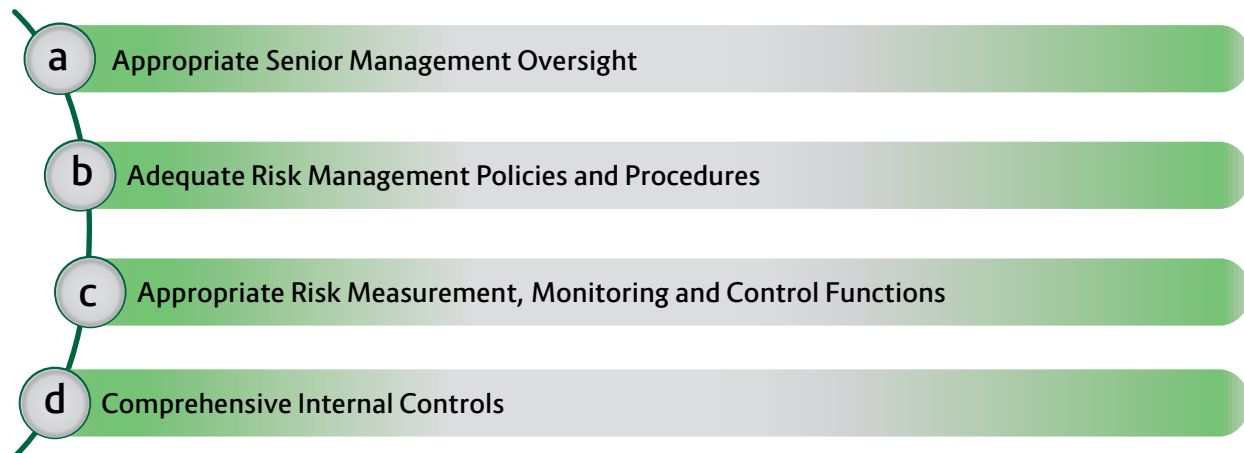 a Appropriate Senior Management Oversight
b Adequate Risk Management Policies and Procedures
c Appropriate Risk Measurement, Monitoring and Control Functions
d Comprehensive Internal Controls